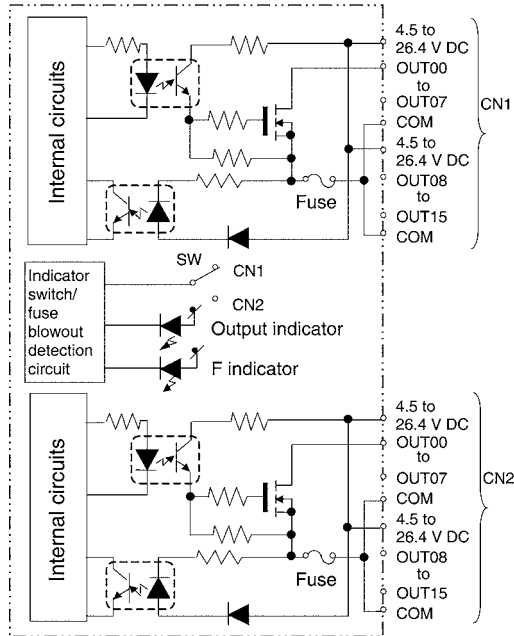 Internal circuits
4.5 to
26.4 V DC
OUT00
to
OUT07
COM
4.5 to
26.4 V DC
OUT08
to
OUT15
COM
CN1
Fuse
Indicator
switch/
fuse
blowout
detection
circuit
SW
CN1
CN2
Output indicator
F indicator
Internal circuits
4.5 to
26.4 V DC
OUT00
to
OUT07
COM
4.5 to
26.4 V DC
OUT08
to
OUT15
COM
CN2
Fuse